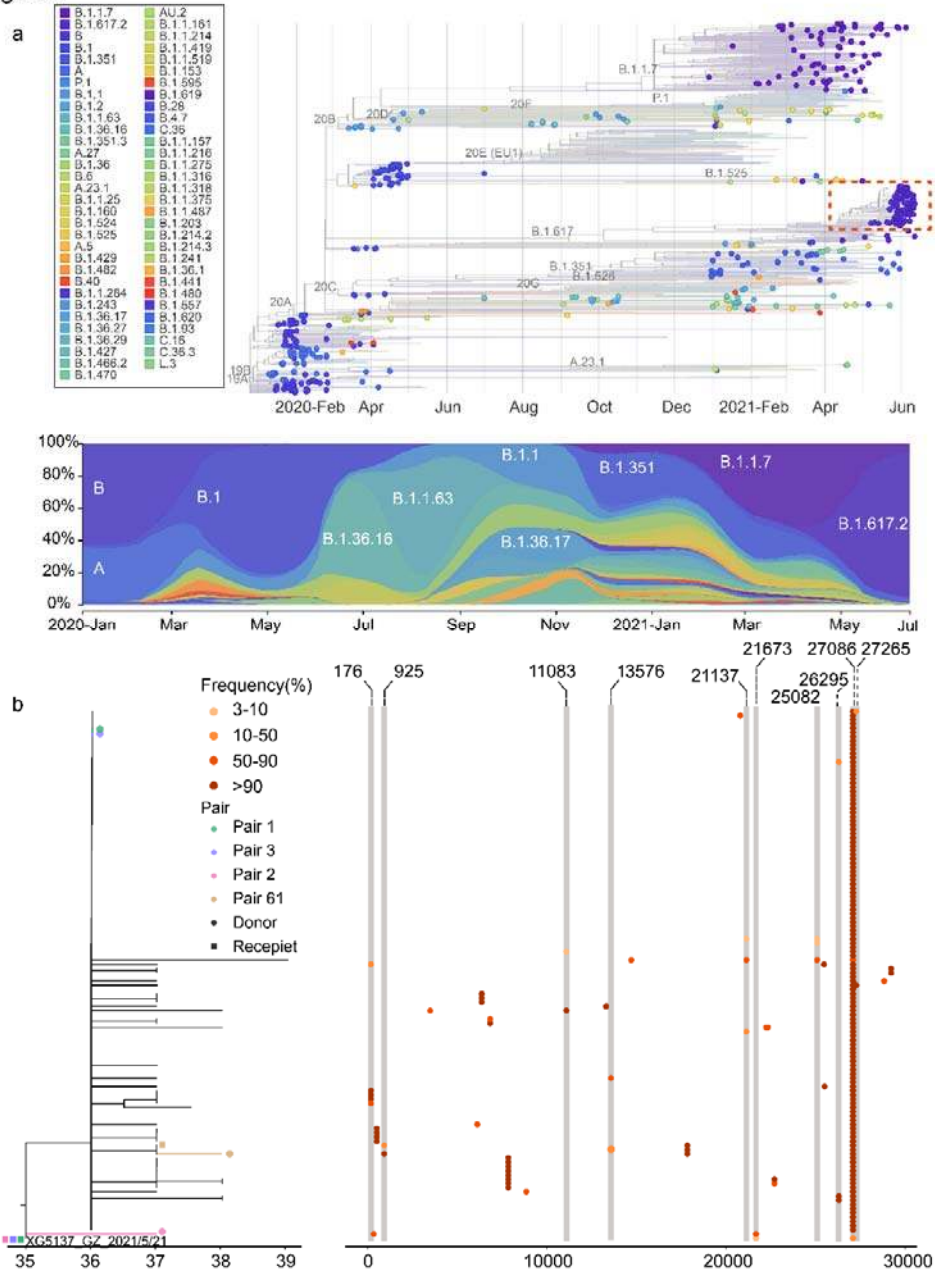 a
B.1.1.7
B.1.617.2
B
B.1
B.1.351
A
P.1
B.1.1
B.1.2
B.1.1.63
B.1.36.16
B.1.351.3
A.27
B.1.36
B.6
A.23.1
B.1.1.25
B.1.160
B.1.524
B.1.525
A.5
B.1.429
B.1.482
B.40
B.1.1.284
B.1.243
B.1.36.17
B.1.36.27
B.1.36.29
B.1.427
B.1.466.2
B.1.470
AU.2
B.1.1.161
B.1.1.214
B.1.1.419
B.1.1.519
B.1.153
B.1.595
B.1.619
B.28
B.4.7
C.36
B.1.1.157
B.1.1.216
B.1.1.275
B.1.1.316
B.1.1.318
B.1.1.375
B.1.1.487
B.1.203
B.1.214.2
B.1.214.3
B.1.241
B.1.36.1
B.1.441
B.1.480
B.1.557
B.1.620
B.1.93
C.16
C.36.3
L.3
B.1.1.7
P.1
20F
20D
20B
20E (EU1)
B.1.525
B.1.617
B.1.351
B.1.526
20G
20C
20A
A.23.1
19B
19A
2020-Feb Apr Jun Aug Oct Dec 2021-Feb Apr Jun
100%
80%
60%
40%
20%
0%
B
A
B.1
B.1.36.16
B.1.1.63
B.1.1
B.1.36.17
B.1.351
B.1.1.7
B.1.617.2
2020-Jan Mar May Jul Sep Nov 2021-Jan Mar May Jul
b
Frequency(%)
3-10
10-50
50-90
>90
Pair
Pair 1
Pair 3
Pair 2
Pair 61
Donor
Recepiet
176 925 11083 13576 21137 21673 25082 26295 27086 27265
XG5137_GZ_2021/5/21
35 36 37 38 39
0 10000 20000 30000